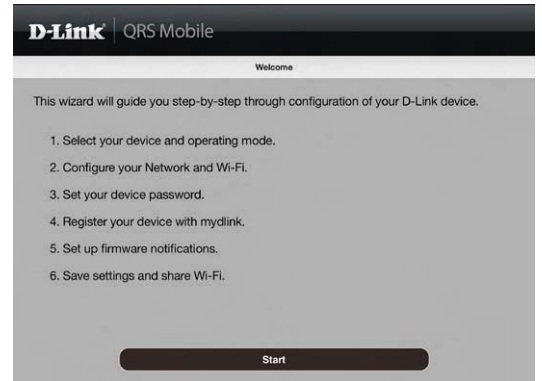 D-Link QRS Mobile
Welcome
This wizard will guide you step-by-step through configuration of your D-Link device.
1. Select your device and operating mode.
2. Configure your Network and Wi-Fi.
3. Set your device password.
4. Register your device with mydlink.
5. Set up firmware notifications.
6. Save settings and share Wi-Fi.
Start